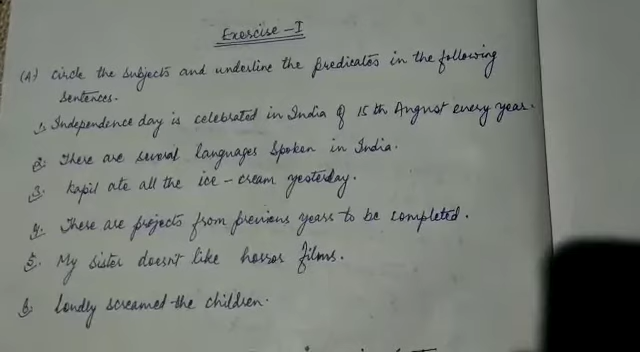 Exercise - I
(A) Circle the subjects and underline the predicates in the following
sentences.
1. Independence day is celebrated in India of 15th August every year.
2. There are several languages spoken in India.
3. Kapil ate all the ice-cream yesterday.
4. There are projects from previous years to be completed.
5. My sister doesn't like horror films.
6. Loudly screamed the children.